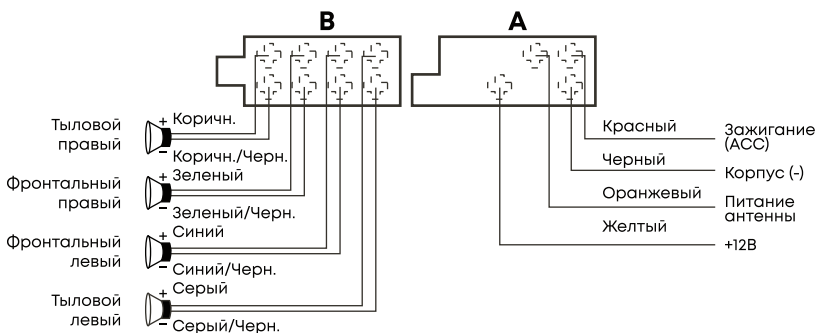 B
A
Тыловой
правый
+ Коричн.
– Коричн./Черн.
Фронтальный
правый
+ Зеленый
– Зеленый/Черн.
Фронтальный
левый
+ Синий
– Синий/Черн.
Тыловой
левый
+ Серый
– Серый/Черн.
Красный
Зажигание
(ACC)
Черный
Корпус (-)
Оранжевый
Питание
антенны
Желтый
+12В